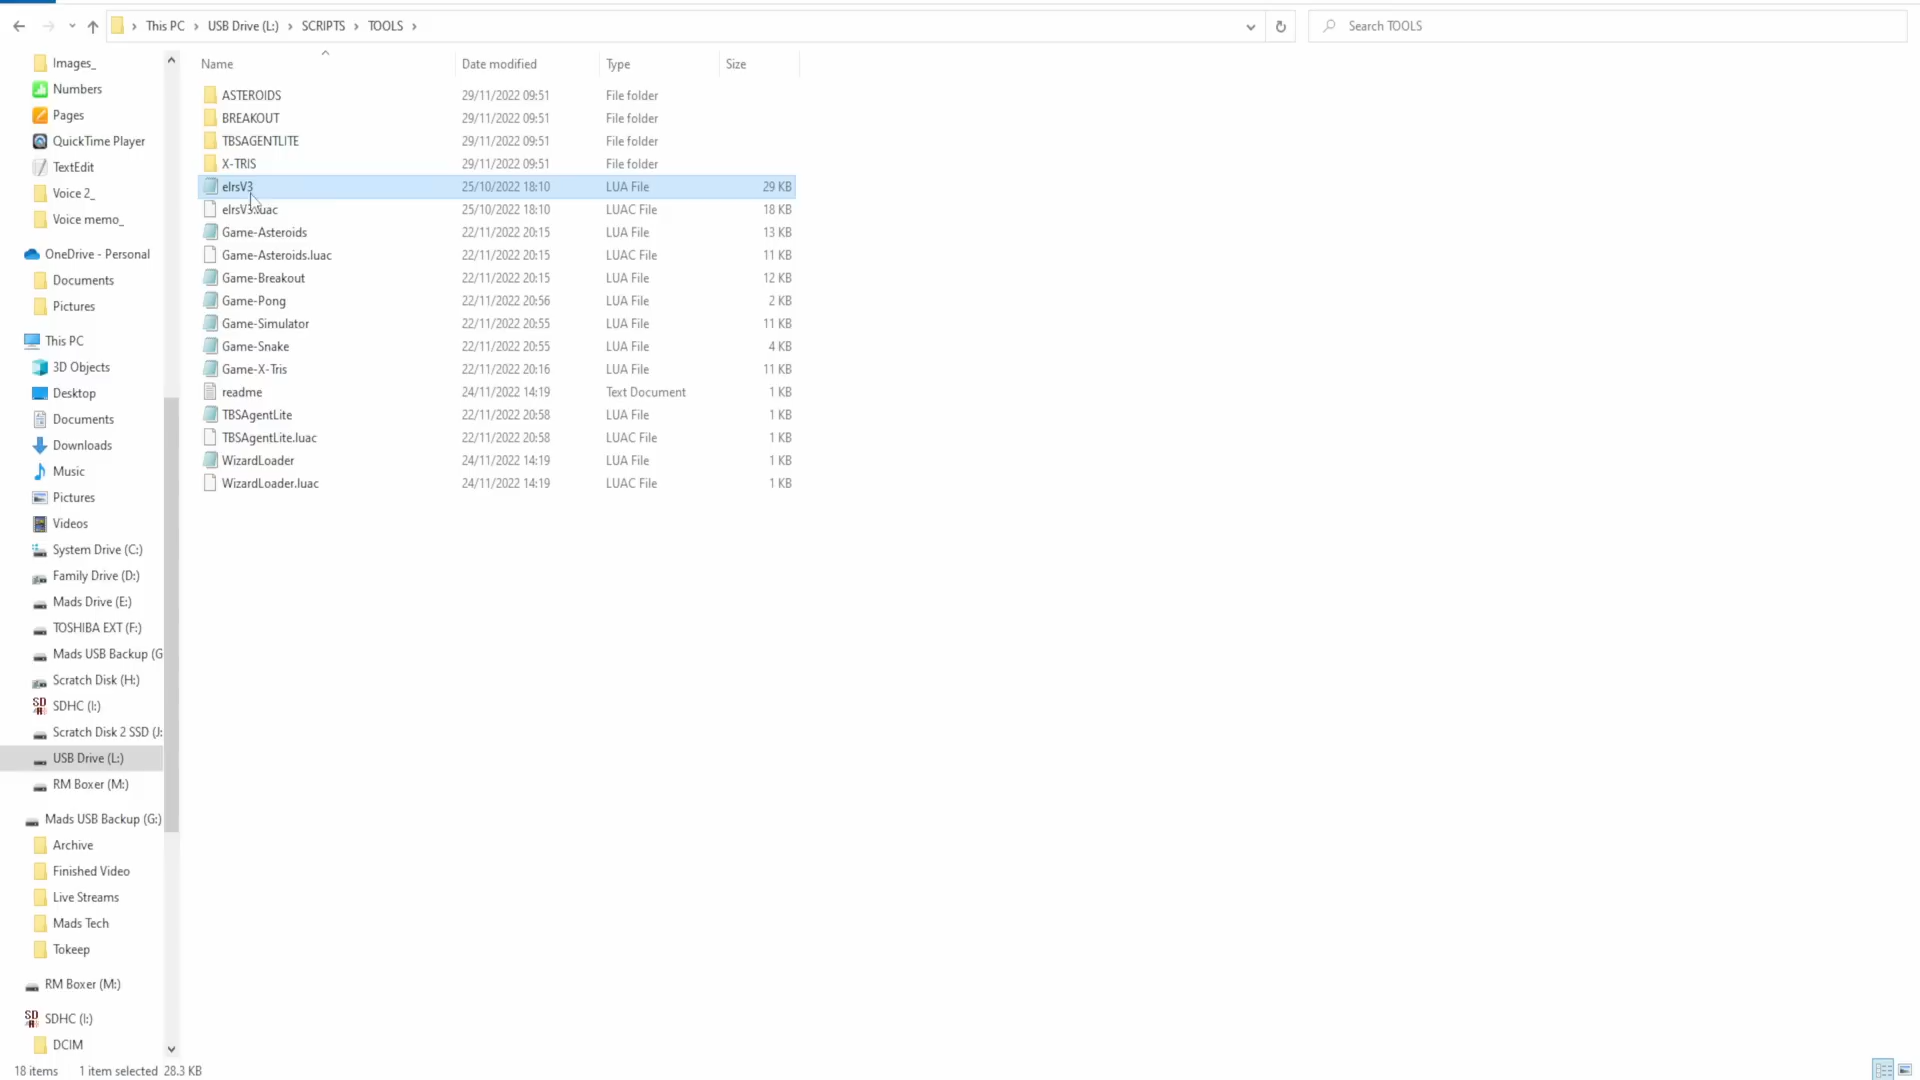 This PC > USB Drive (L:) > SCRIPTS > TOOLS >
Search TOOLS
Images_
Numbers
Pages
QuickTime Player
TextEdit
Voice 2_
Voice memo_
OneDrive - Personal
Documents
Pictures
This PC
3D Objects
Desktop
Documents
Downloads
Music
Pictures
Videos
System Drive (C:)
Family Drive (D:)
Mads Drive (E:)
TOSHIBA EXT (F:)
Mads USB Backup (G
Scratch Disk (H:)
SDHC (I:)
Scratch Disk 2 SSD (J:
USB Drive (L:)
RM Boxer (M:)
Mads USB Backup (G:)
Archive
Finished Video
Live Streams
Mads Tech
Tokeep
RM Boxer (M:)
SDHC (I:)
DCIM
Name Date modified Type Size
ASTEROIDS 29/11/2022 09:51 File folder
BREAKOUT 29/11/2022 09:51 File folder
TBSAGENTLITE 29/11/2022 09:51 File folder
X-TRIS 29/11/2022 09:51 File folder
elrsV3 25/10/2022 18:10 LUA File 29 KB
elrsV3.luac 25/10/2022 18:10 LUAC File 18 KB
Game-Asteroids 22/11/2022 20:15 LUA File 13 KB
Game-Asteroids.luac 22/11/2022 20:15 LUAC File 11 KB
Game-Breakout 22/11/2022 20:15 LUA File 12 KB
Game-Pong 22/11/2022 20:56 LUA File 2 KB
Game-Simulator 22/11/2022 20:55 LUA File 11 KB
Game-Snake 22/11/2022 20:55 LUA File 4 KB
Game-X-Tris 22/11/2022 20:16 LUA File 11 KB
readme 24/11/2022 14:19 Text Document 1 KB
TBSAgentLite 22/11/2022 20:58 LUA File 1 KB
TBSAgentLite.luac 22/11/2022 20:58 LUAC File 1 KB
WizardLoader 24/11/2022 14:19 LUA File 1 KB
WizardLoader.luac 24/11/2022 14:19 LUAC File 1 KB
18 items 1 item selected 28.3 KB